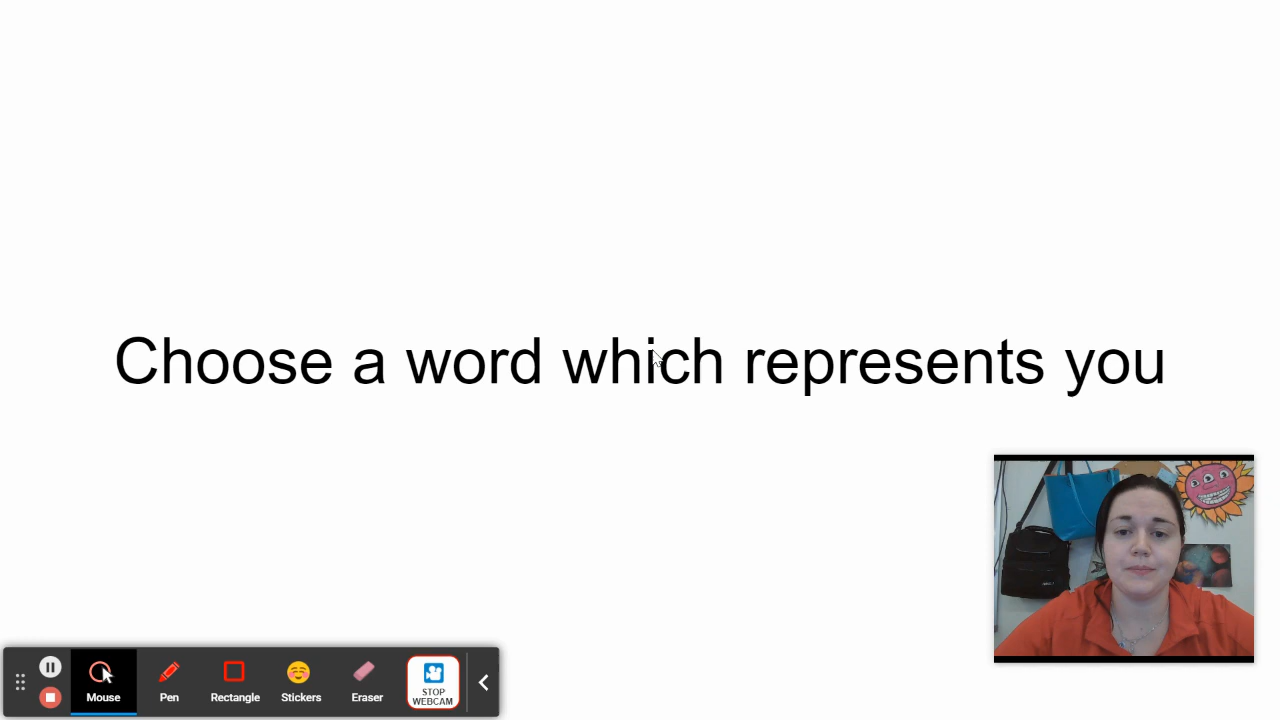 Choose a word which represents you
Mouse
Pen
Rectangle
Stickers
Eraser
STOP
WEBCAM